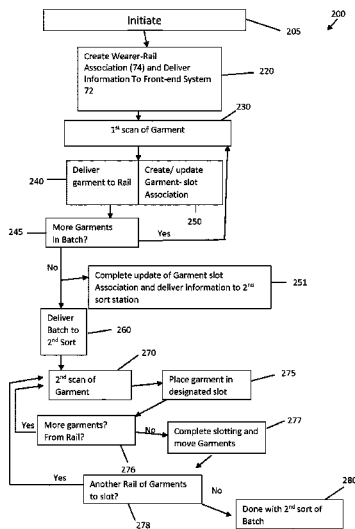 Initiate
200
205
Create Wearer-Rail
Association (74) and Deliver
Information To Front-end System
72
220
230
1st scan of Garment
240
Deliver
garment to Rail
Create/ update
Garment- slot
Association
250
245
More Garments
In Batch?
Yes
No
Complete update of Garment slot
Association and deliver Information to 2nd
sort station
251
Deliver
Batch to
2nd Sort
260
270
2nd scan of
Garment
Place garment in
designated slot
275
277
Yes
More garments?
From Rail?
No
Complete slotting and
move Garments
276
Yes
Another Rail of Garments
to slot?
No
278
280
Done with 2nd sort of
Batch